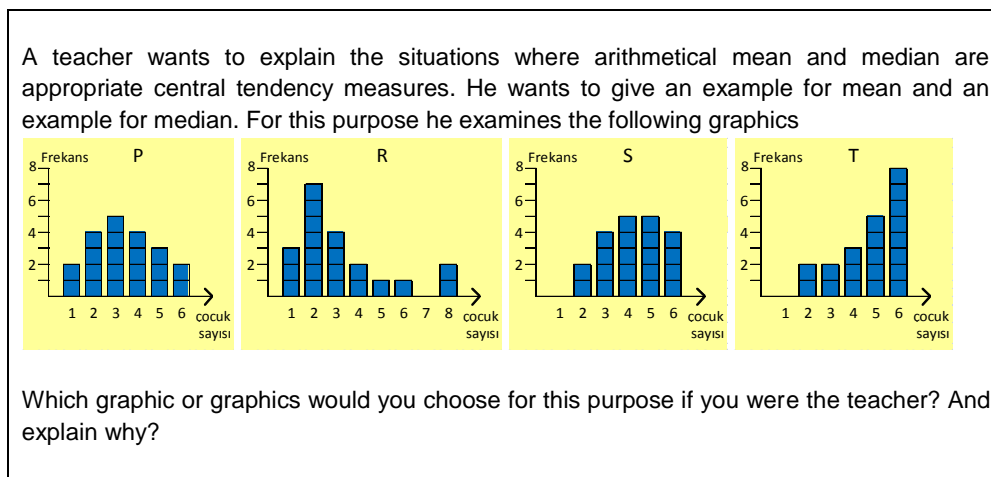 A teacher wants to explain the situations where arithmetical mean and median are
appropriate central tendency measures. He wants to give an example for mean and an
example for median. For this purpose he examines the following graphics
Frekans P
8
6
4
2
1 2 3 4 5 6 çocuk
sayısı
Frekans R
8
6
4
2
1 2 3 4 5 6 7 8 çocuk
sayısı
Frekans S
8
6
4
2
1 2 3 4 5 6 çocuk
sayısı
Frekans T
8
6
4
2
1 2 3 4 5 6 çocuk
sayısı
Which graphic or graphics would you choose for this purpose if you were the teacher? And
explain why?